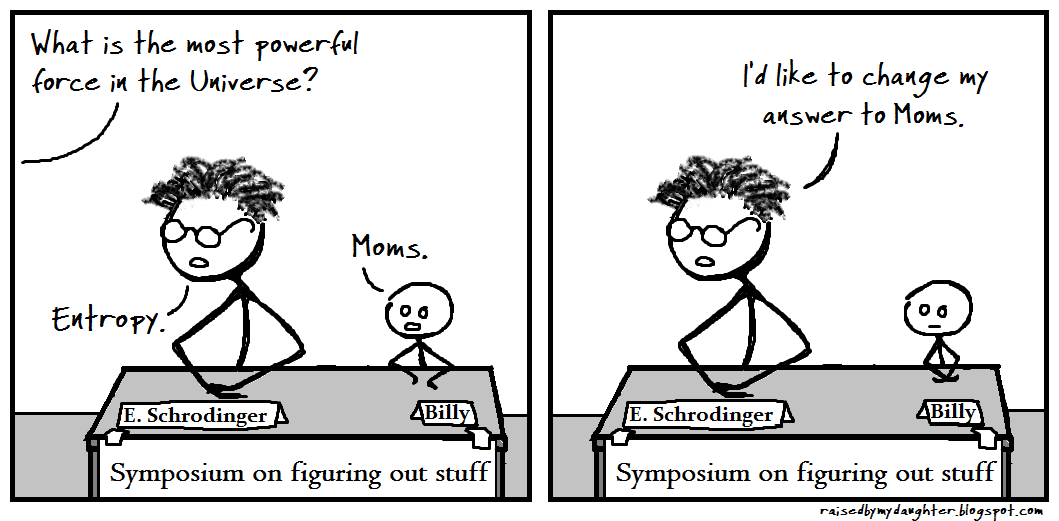 What is the most powerful
force in the Universe?
Entropy.
Moms.
E. Schrodinger
Billy
Symposium on figuring out stuff
I'd like to change my
answer to Moms.
E. Schrodinger
Billy
Symposium on figuring out stuff
raisedbymydaughter.blogspot.com